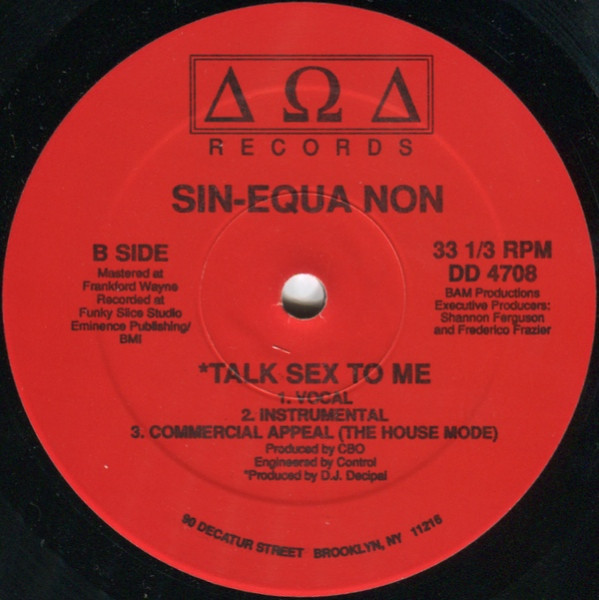 Δ Ω Δ
RECORDS
SIN-EQUA NON
B SIDE
Mastered at
Frankford Wayne
Recorded at
Funky Slice Studio
Eminence Publishing/
BMI
33 1/3 RPM
DD 4708
BAM Productions
Executive Producers:
Shannon Ferguson
and Frederico Frazier
*TALK SEX TO ME
1. VOCAL
2. INSTRUMENTAL
3. COMMERCIAL APPEAL (THE HOUSE MODE)
Produced by CBO
Engineered by Control
*Produced by D.J. Decipal
90 DECATUR STREET BROOKLYN, NY 11216